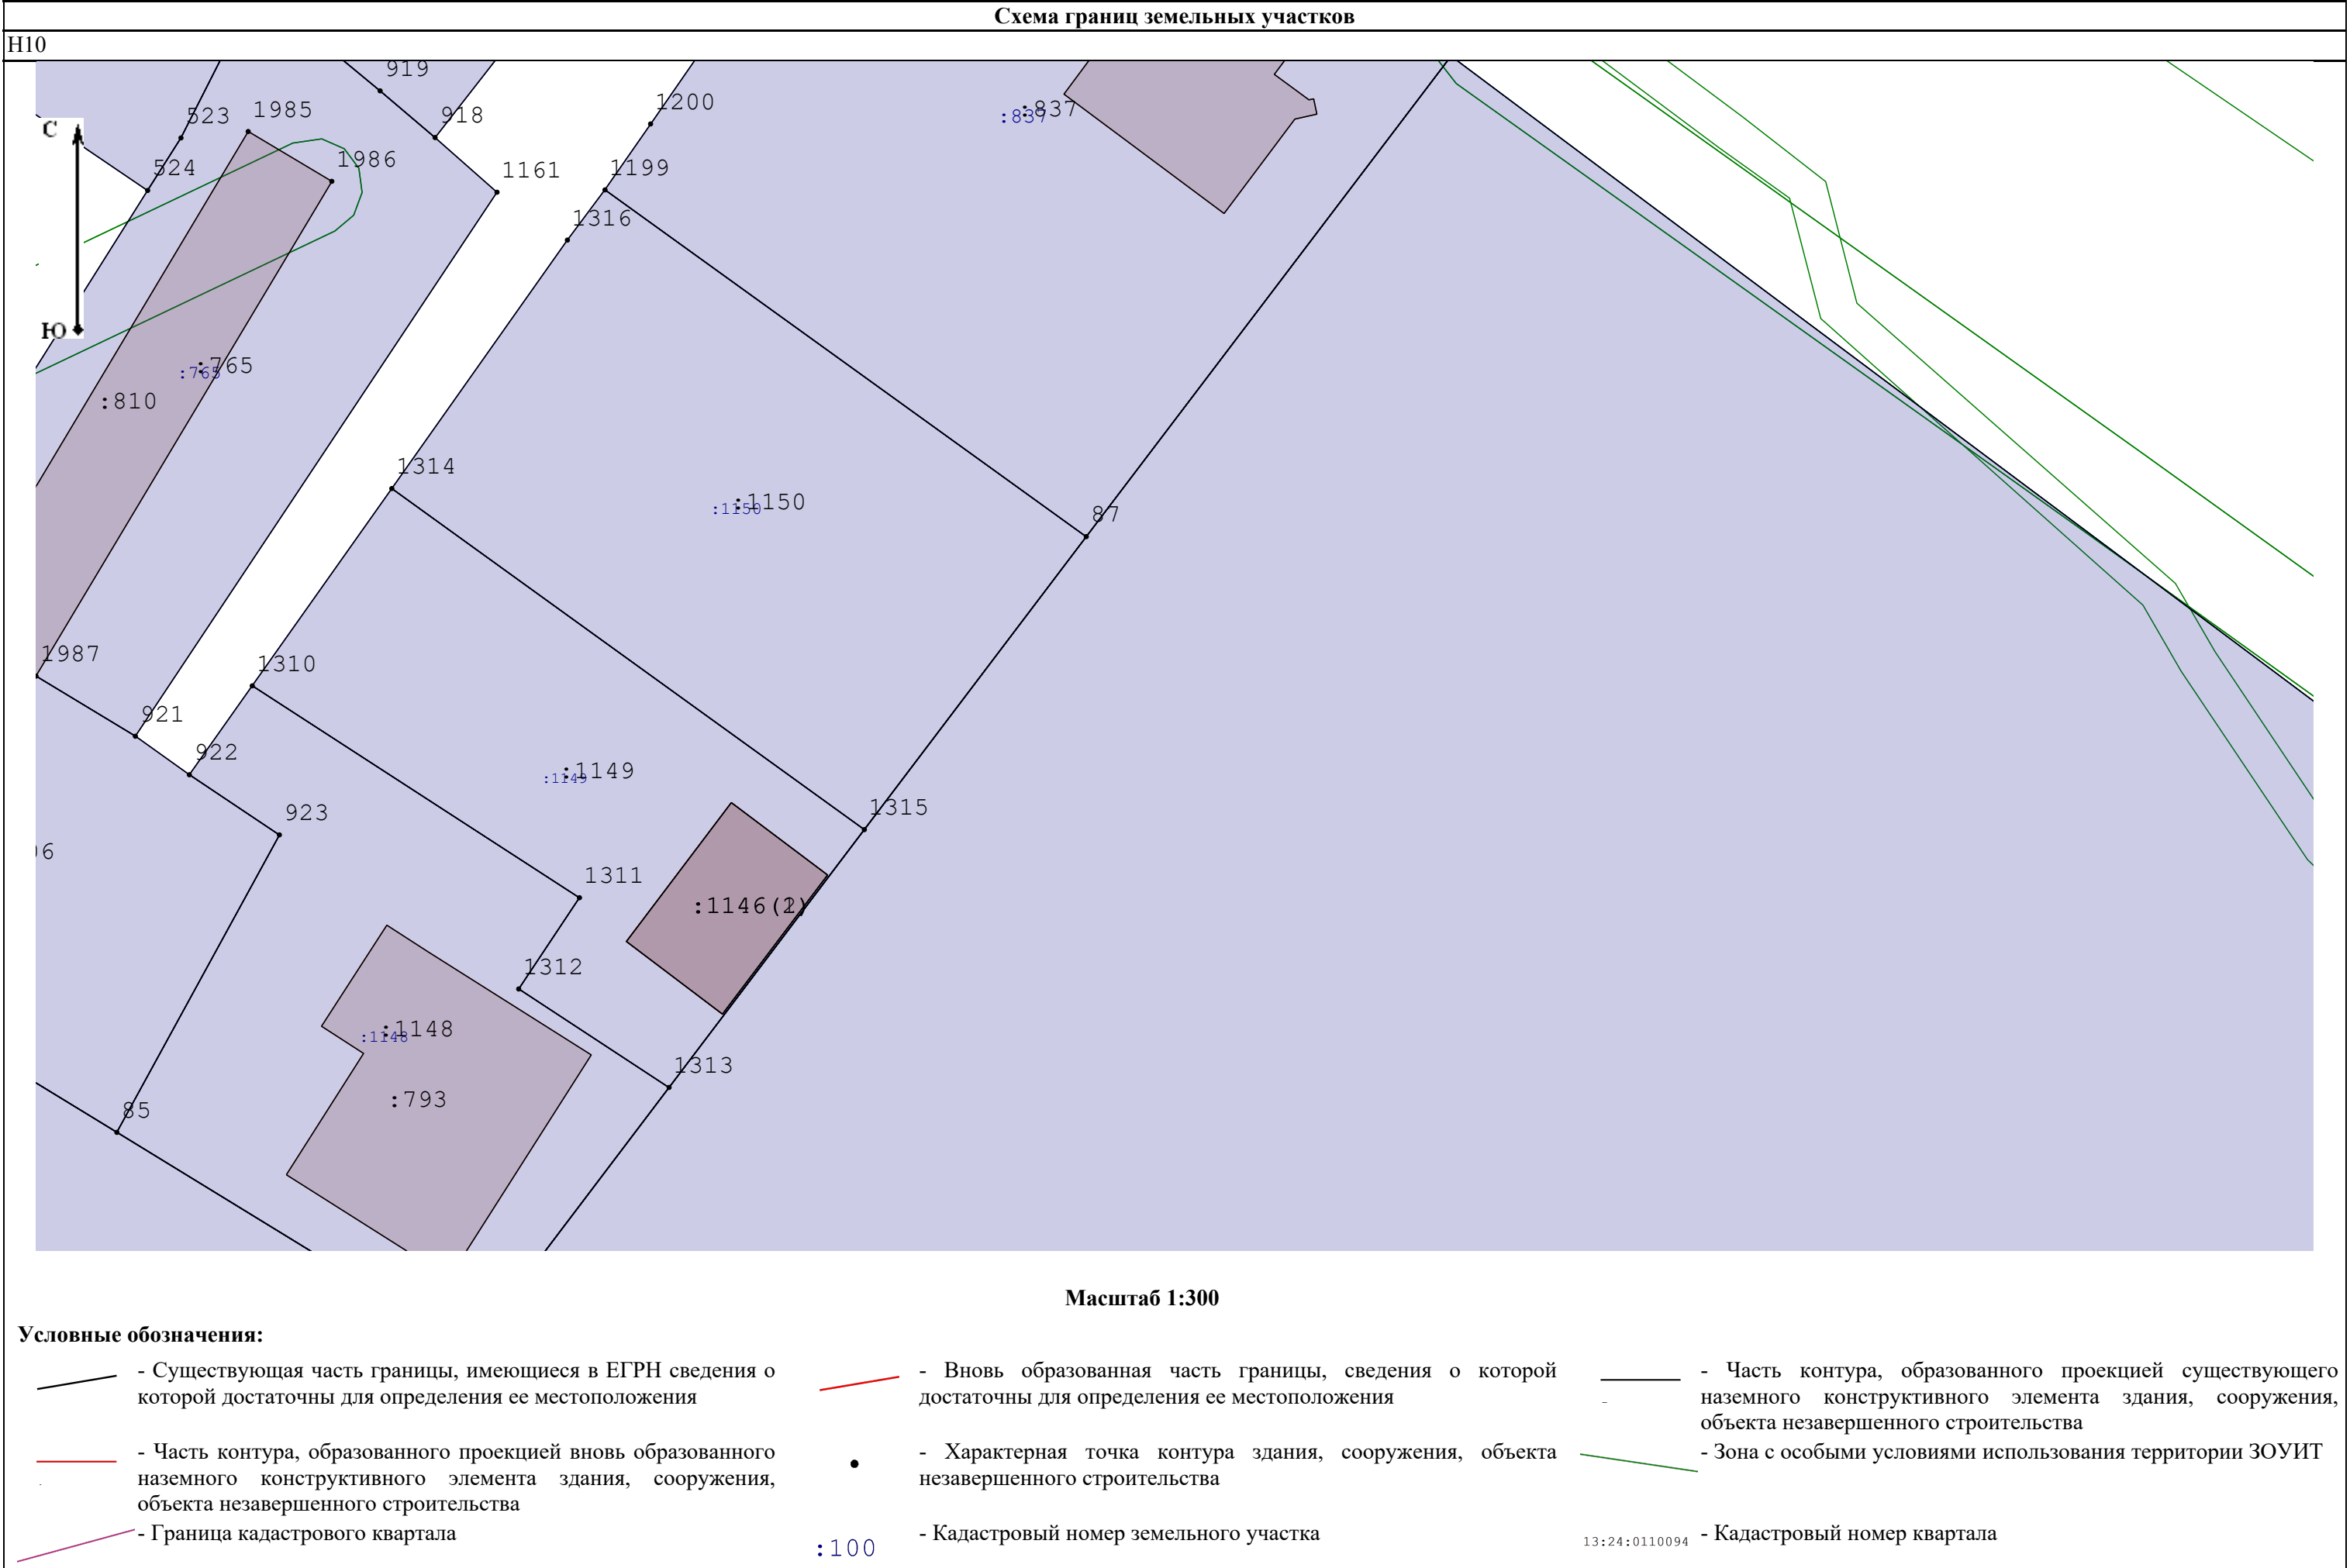 Схема границ земельных участков
Н10
919
523
1985
918
1200
:837
:837
С
524
1986
1161
1199
1316
Ю
:765
:765
:810
1314
:1150
:1150
87
1987
1310
921
922
:1149
:1149
923
1315
1311
:1146
1312
:1148
:1148
1313
:793
85
Масштаб 1:300
Условные обозначения:
- Существующая часть границы, имеющиеся в ЕГРН сведения о
которой достаточны для определения ее местоположения
- Вновь образованная часть границы, сведения о которой
достаточны для определения ее местоположения
- Часть контура, образованного проекцией существующего
наземного конструктивного элемента здания, сооружения,
объекта незавершенного строительства
- Часть контура, образованного проекцией вновь образованного
наземного конструктивного элемента здания, сооружения,
объекта незавершенного строительства
- Характерная точка контура здания, сооружения, объекта
незавершенного строительства
- Зона с особыми условиями использования территории ЗОУИТ
- Граница кадастрового квартала
:100
- Кадастровый номер земельного участка
13:24:0110094
- Кадастровый номер квартала